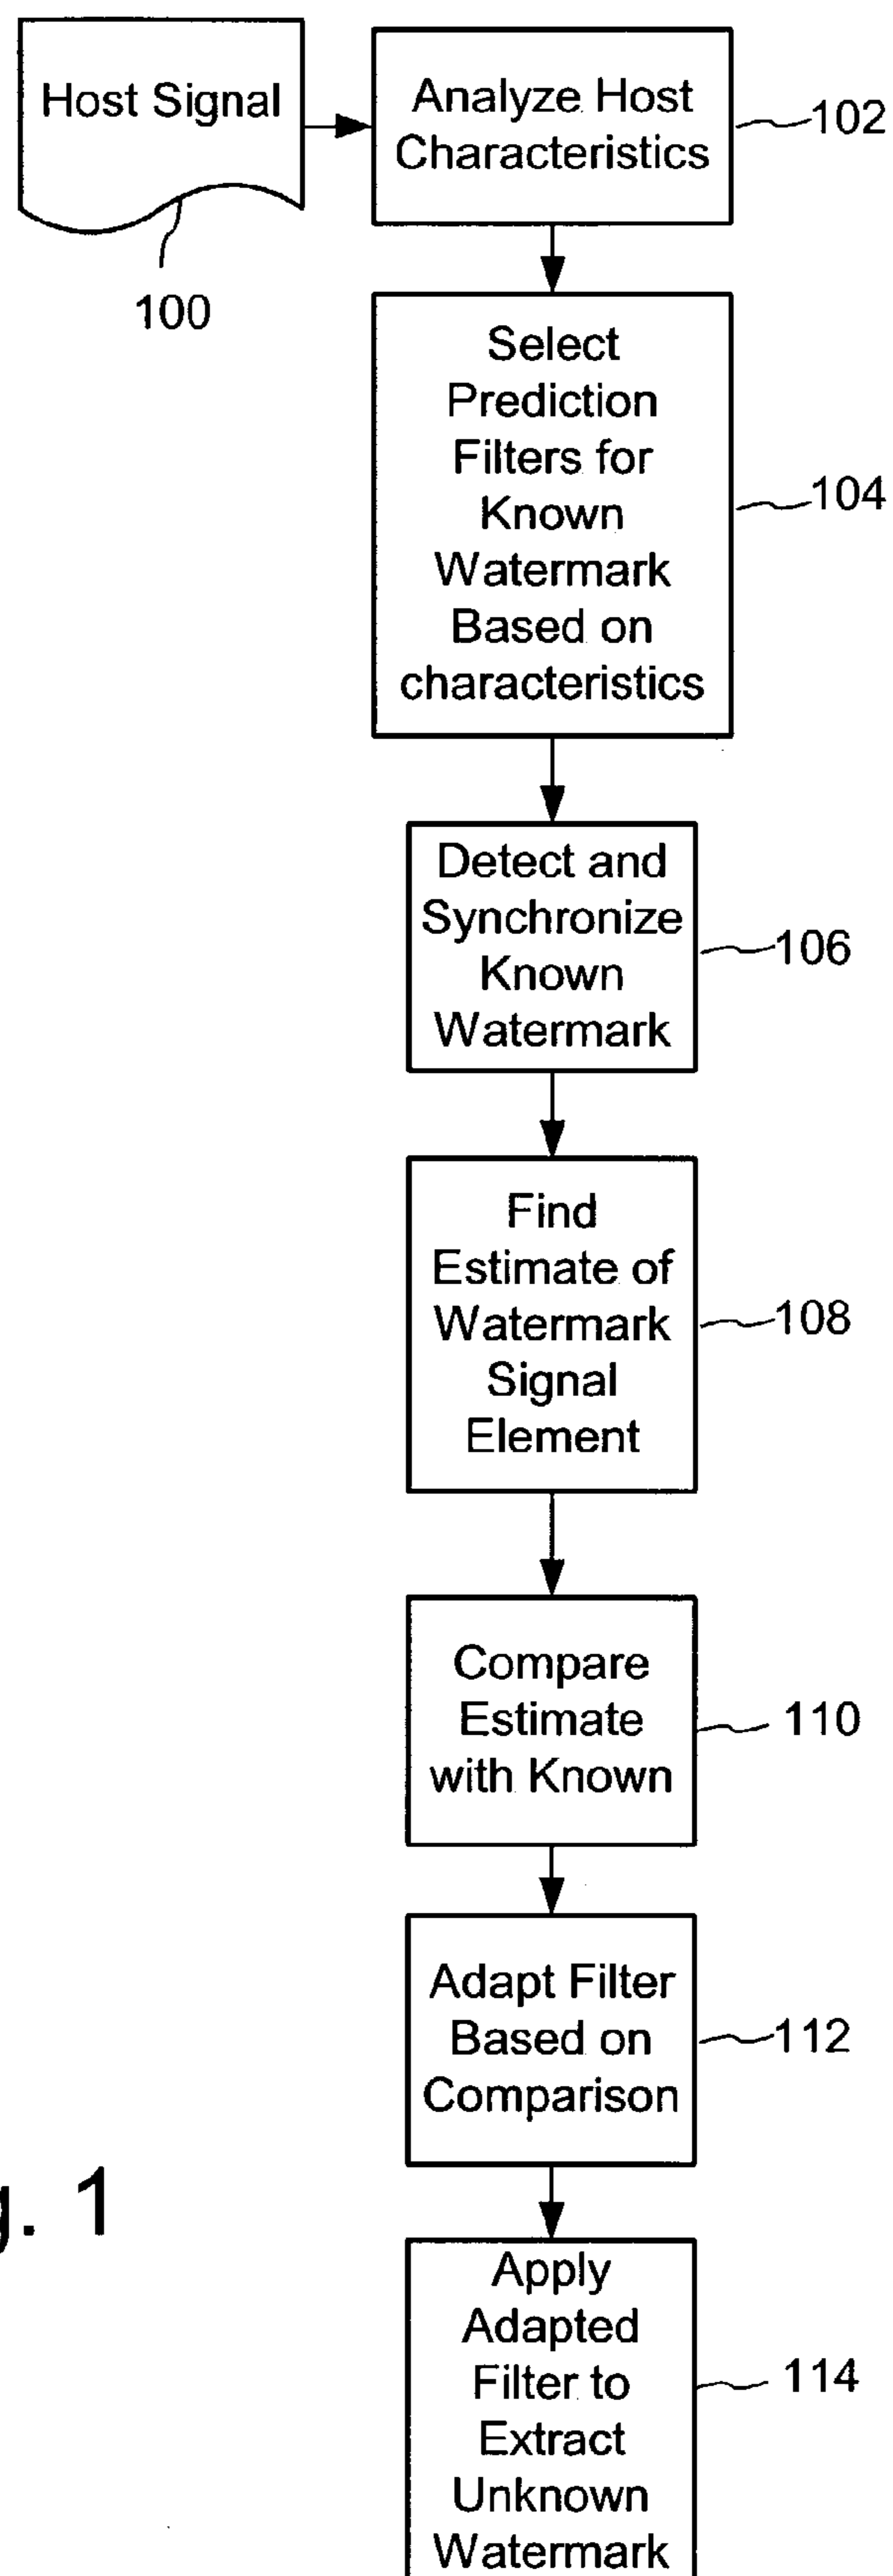 Host Signal
100
Analyze Host
Characteristics
102
Select
Prediction
Filters for
Known
Watermark
Based on
characteristics
104
Detect and
Synchronize
Known
Watermark
106
Find
Estimate of
Watermark
Signal
Element
108
Compare
Estimate
with Known
110
Adapt Filter
Based on
Comparison
112
g. 1
Apply
Adapted
Filter to
Extract
Unknown
Watermark
114